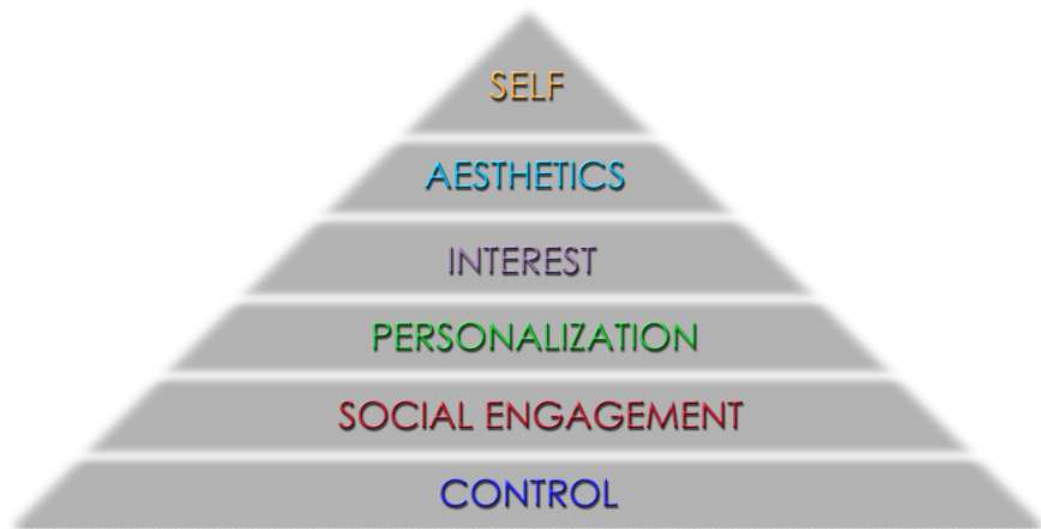 SELF
AESTHETICS
INTEREST
PERSONALIZATION
SOCIAL ENGAGEMENT
CONTROL